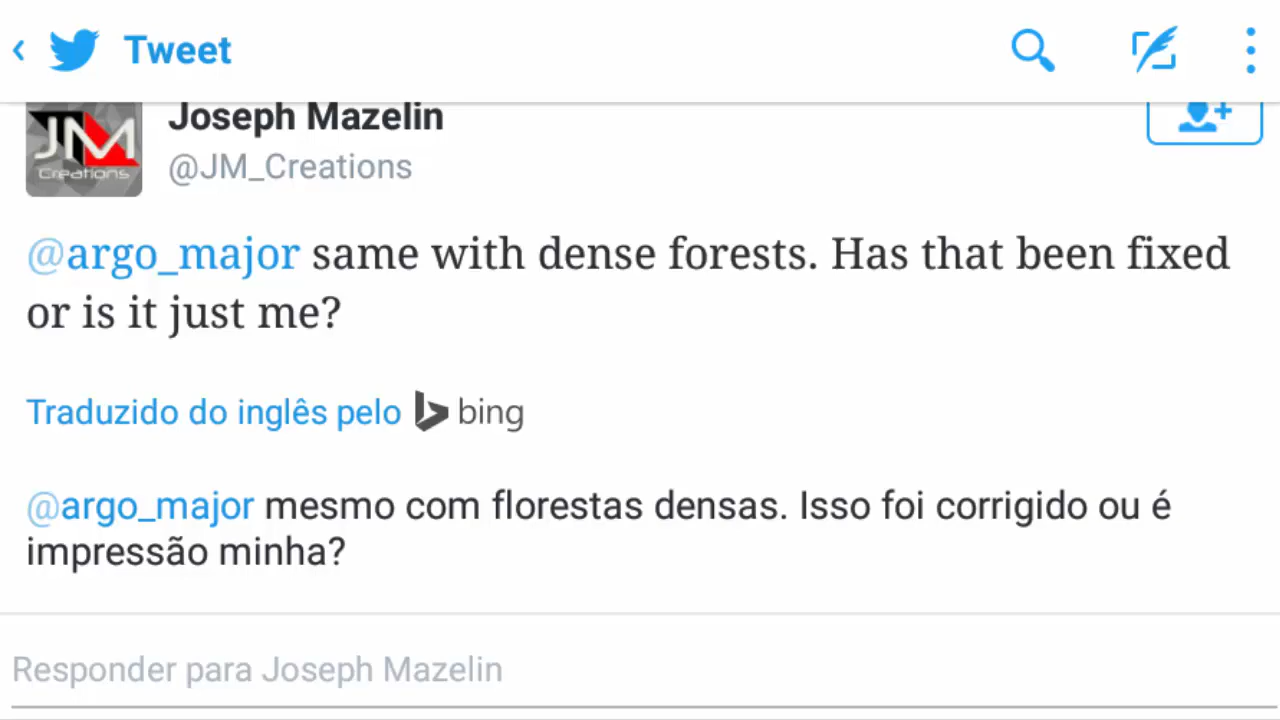 Tweet
Joseph Mazelin
JM
Creations
@JM_Creations
@argo_major same with dense forests. Has that been fixed
or is it just me?
Traduzido do inglês pelo bing
@argo_major mesmo com florestas densas. Isso foi corrigido ou é
impressão minha?
Responder para Joseph Mazelin